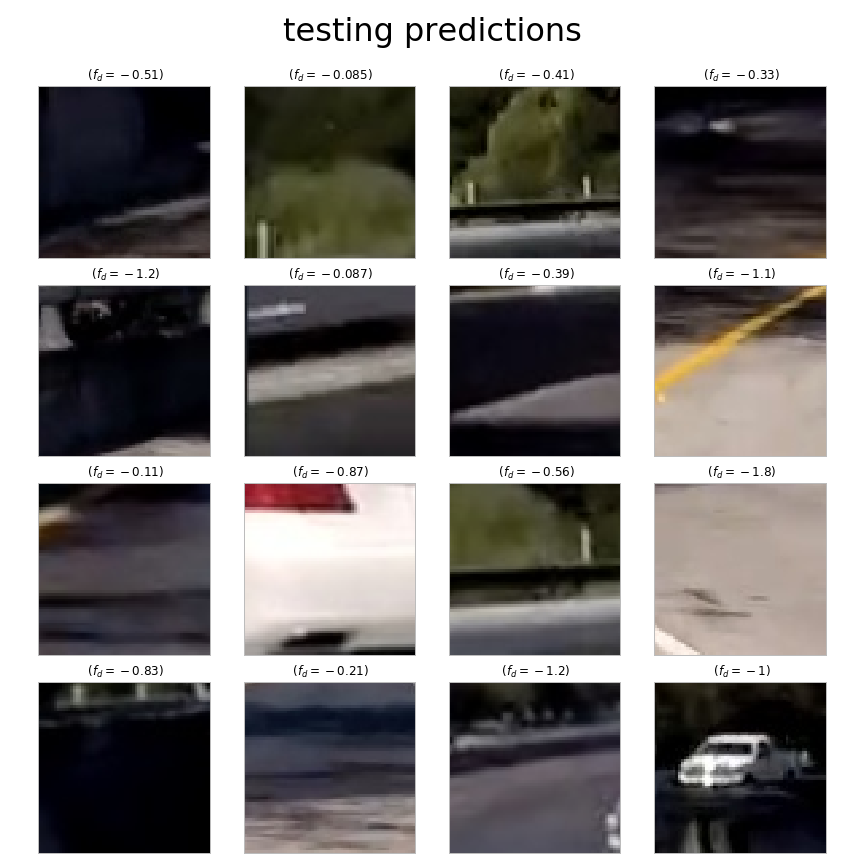 testing predictions
(f_d = −0.51) (f_d = −0.085) (f_d = −0.41) (f_d = −0.33)
(f_d = −1.2) (f_d = −0.087) (f_d = −0.39) (f_d = −1.1)
(f_d = −0.11) (f_d = −0.87) (f_d = −0.56) (f_d = −1.8)
(f_d = −0.83) (f_d = −0.21) (f_d = −1.2) (f_d = −1)